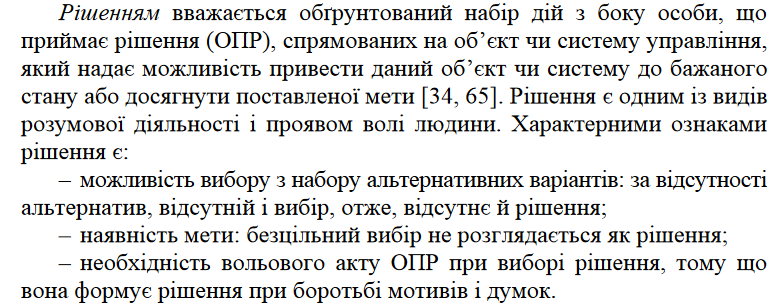 Рішенням вважається обґрунтований набір дій з боку особи, що
приймає рішення (ОПР), спрямованих на об’єкт чи систему управління,
який надає можливість привести даний об’єкт чи систему до бажаного
стану або досягнути поставленої мети [34, 65]. Рішення є одним із видів
розумової діяльності і проявом волі людини. Характерними ознаками
рішення є:
– можливість вибору з набору альтернативних варіантів: за відсутності
альтернатив, відсутній і вибір, отже, відсутнє й рішення;
– наявність мети: безцільний вибір не розглядається як рішення;
– необхідність вольового акту ОПР при виборі рішення, тому що
вона формує рішення при боротьбі мотивів і думок.